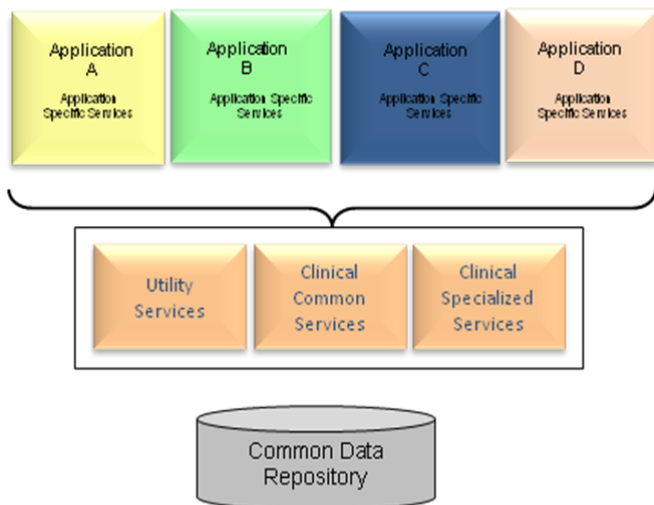 Application
A
Application
Specific Services
Application
B
Application Specific
Services
Application
C
Application Specific
Services
Application
D
Application
Specific Services
Utility
Services
Clinical
Common
Services
Clinical
Specialized
Services
Common Data
Repository